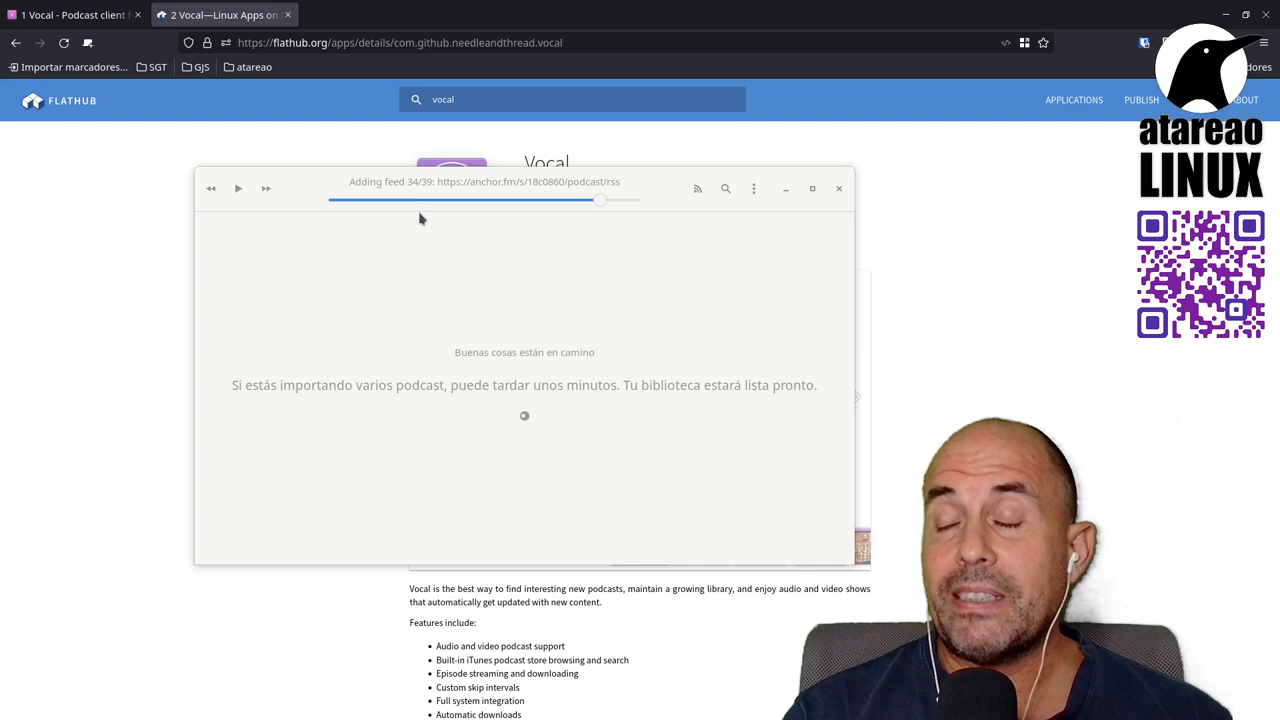 1 Vocal - Podcast client f
2 Vocal—Linux Apps on
https://flathub.org/apps/details/com.github.needleandthread.vocal
Importar marcadores...
SGT
GJS
atareao
FLATHUB
vocal
APPLICATIONS
PUBLISH
ABOUT
atareao
LINUX
Vocal
Adding feed 34/39: https://anchor.fm/s/18c0860/podcast/rss
Buenas cosas están en camino
Si estás importando varios podcast, puede tardar unos minutos. Tu biblioteca estará lista pronto.
Vocal is the best way to find interesting new podcasts, maintain a growing library, and enjoy audio and video shows
that automatically get updated with new content.
Features include:
• Audio and video podcast support
• Built-in iTunes podcast store browsing and search
• Episode streaming and downloading
• Custom skip intervals
• Full system integration
• Automatic downloads